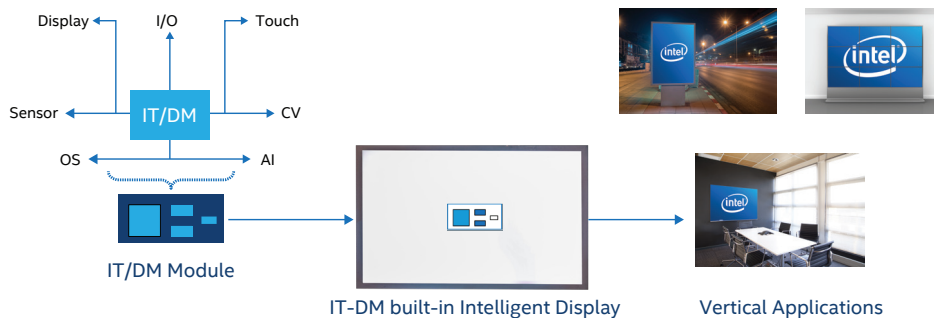 Display
I/O
Touch
Sensor
IT/DM
CV
OS
AI
IT/DM Module
IT-DM built-in Intelligent Display
intel
intel
intel
Vertical Applications